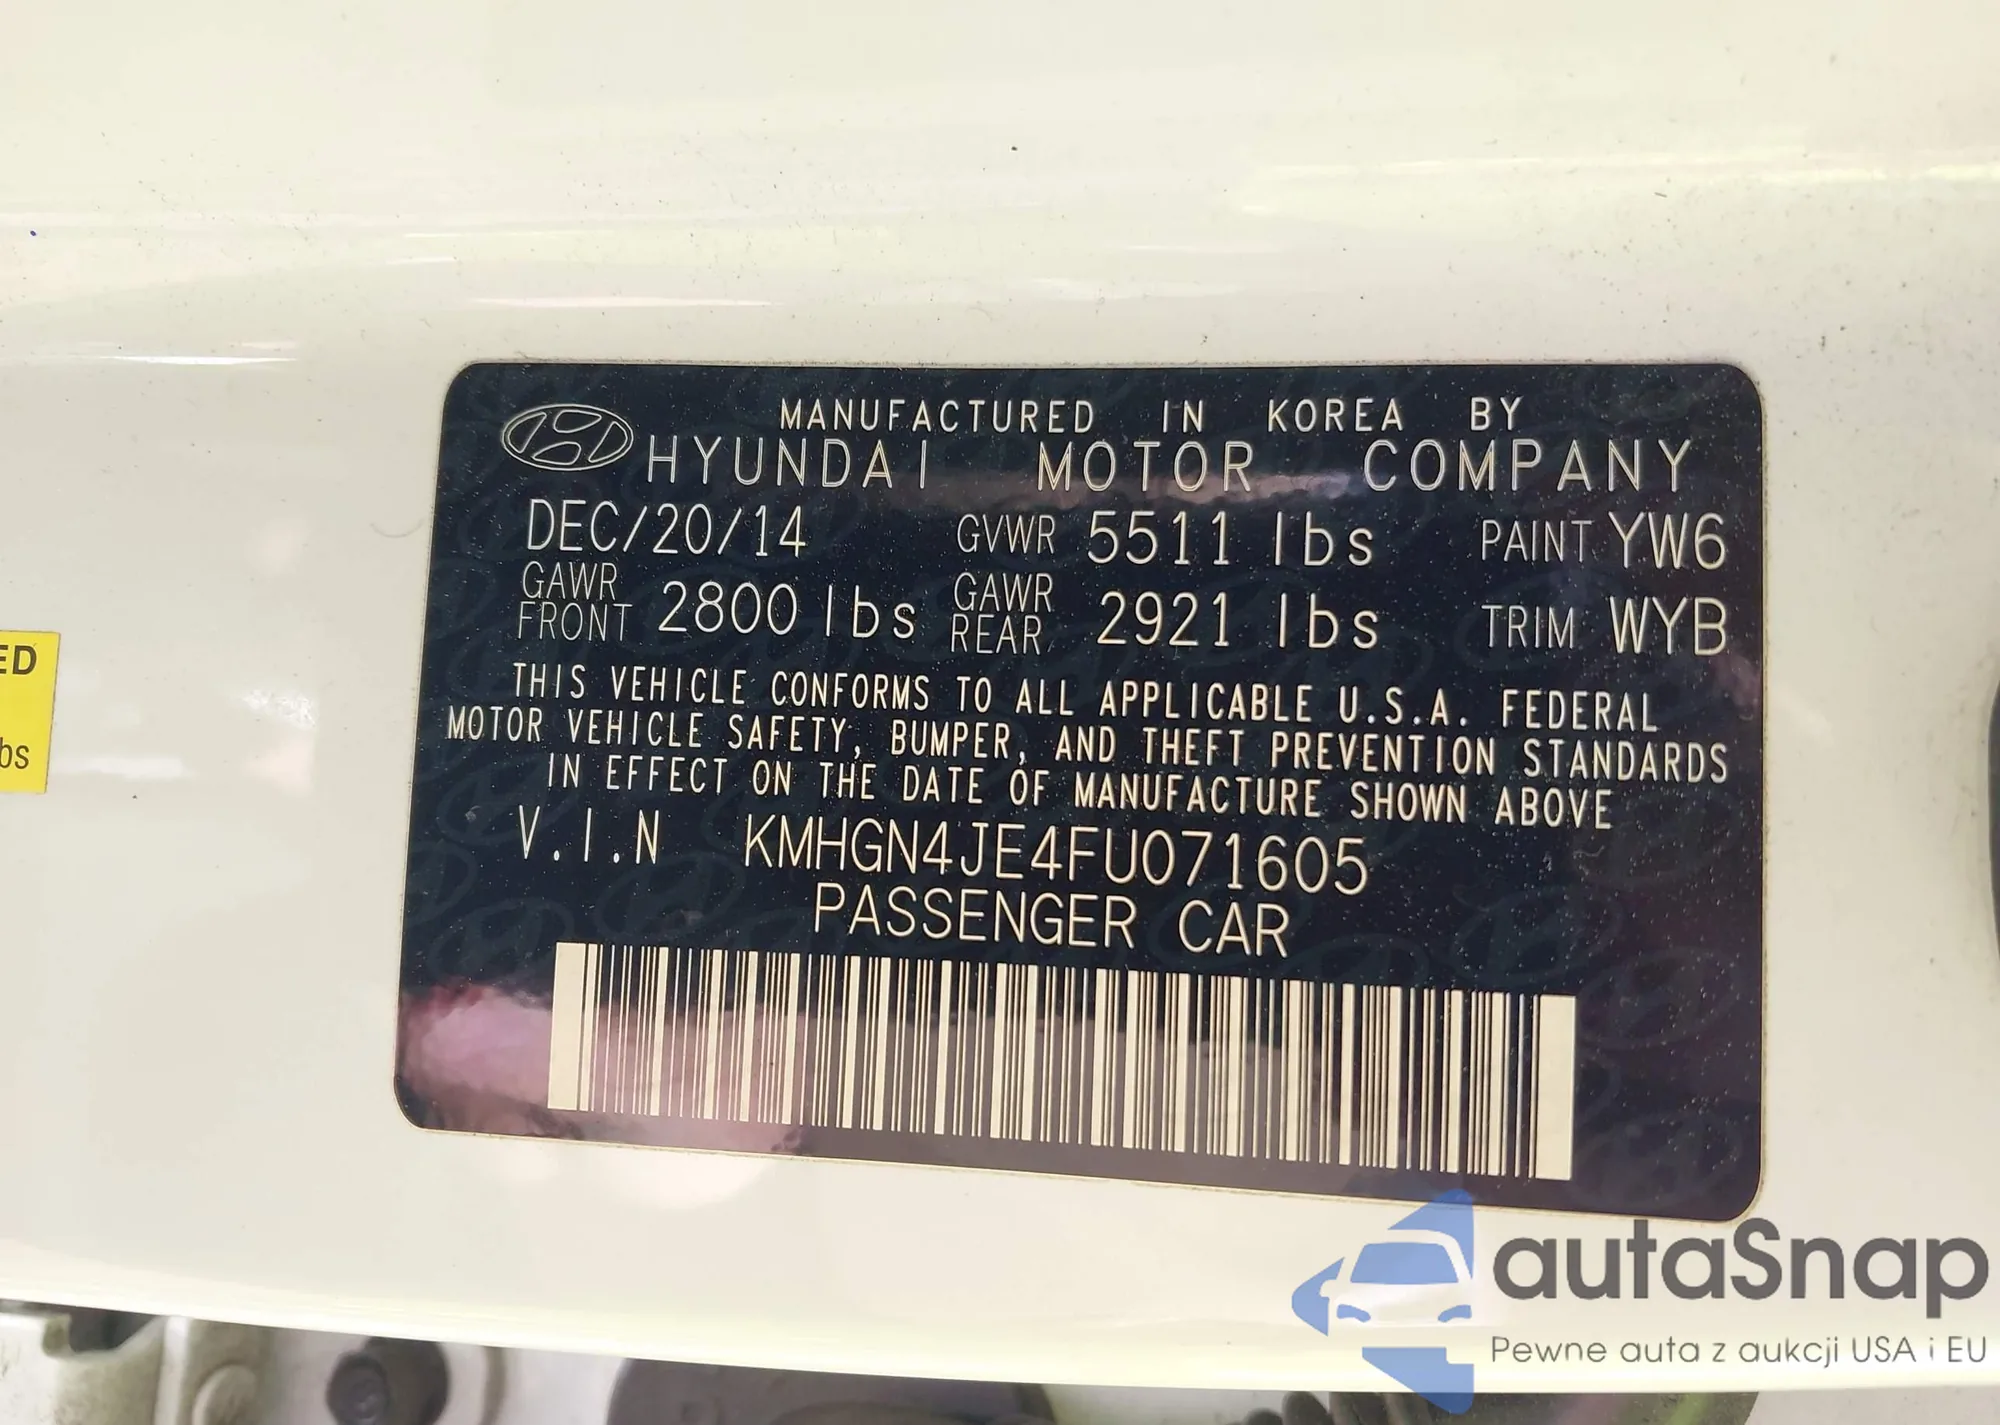 MANUFACTURED IN KOREA BY
HYUNDAI MOTOR COMPANY
DEC/20/14 GVWR 5511 lbs PAINT YW6
GAWR FRONT 2800 lbs GAWR REAR 2921 lbs TRIM WYB
THIS VEHICLE CONFORMS TO ALL APPLICABLE U.S.A. FEDERAL
MOTOR VEHICLE SAFETY, BUMPER, AND THEFT PREVENTION STANDARDS
IN EFFECT ON THE DATE OF MANUFACTURE SHOWN ABOVE
V.I.N KMHGN4JE4FU071605
PASSENGER CAR
ED
bs
autaSnap
Pewne auta z aukcji USA i EU